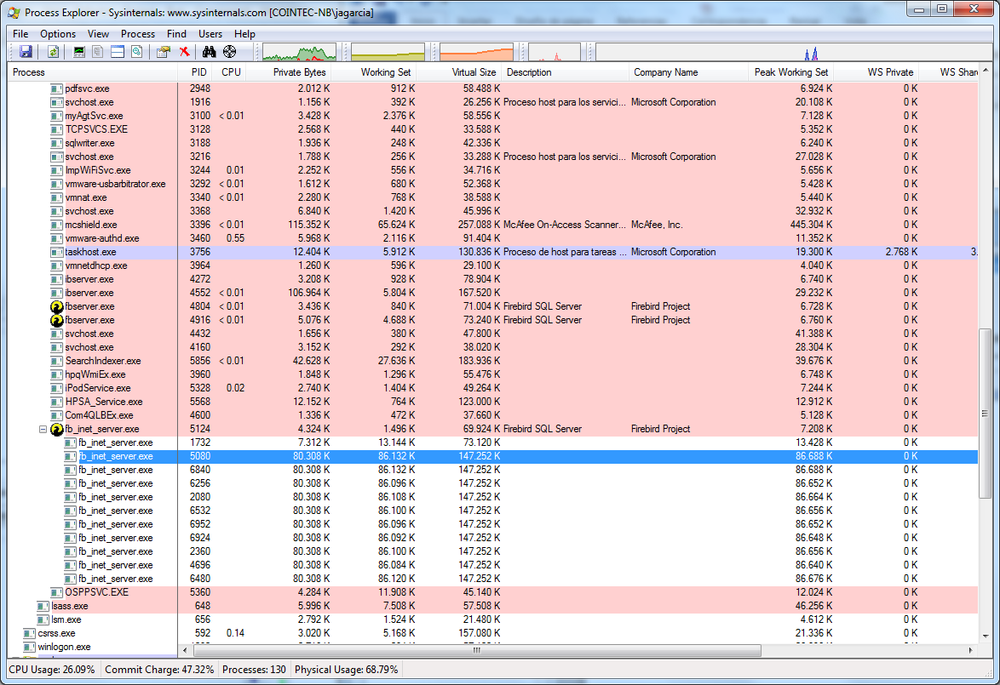 Process Explorer - Sysinternals: www.sysinternals.com [COINTEC-NB\jagarcia]
File Options View Process Find Users Help
Process PID CPU Private Bytes Working Set Virtual Size Description Company Name Peak Working Set WS Private WS Shar
pdfsvc.exe 2948 2.012 K 912 K 58.488 K 6.924 K 0 K
svchost.exe 1916 1.156 K 392 K 26.256 K Proceso host para los servici... Microsoft Corporation 20.108 K 0 K
myAgtSvc.exe 3100 < 0.01 3.428 K 2.376 K 58.556 K 7.128 K 0 K
TCPSVCS.EXE 3128 2.568 K 440 K 33.588 K 5.352 K 0 K
sqlwriter.exe 3188 1.936 K 248 K 42.336 K 6.240 K 0 K
svchost.exe 3216 1.788 K 256 K 33.288 K Proceso host para los servici... Microsoft Corporation 27.028 K 0 K
ImpWiFiSvc.exe 3244 0.01 2.252 K 556 K 34.716 K 5.656 K 0 K
vmware-usbarbitrator.exe 3292 < 0.01 1.612 K 680 K 52.368 K 5.428 K 0 K
vmnat.exe 3340 < 0.01 2.280 K 768 K 38.588 K 5.440 K 0 K
svchost.exe 3368 6.840 K 1.420 K 45.996 K 32.932 K 0 K
mcshield.exe 3396 < 0.01 115.352 K 65.624 K 257.088 K McAfee On-Access Scanner... McAfee, Inc. 445.304 K 0 K
vmware-authd.exe 3460 0.55 5.968 K 2.116 K 91.404 K 11.352 K 0 K
taskhost.exe 3756 12.404 K 5.912 K 130.836 K Proceso de host para tareas ... Microsoft Corporation 19.300 K 2.768 K 3.
vmnetdhcp.exe 3964 1.260 K 596 K 29.100 K 4.040 K 0 K
ibserver.exe 4272 3.208 K 928 K 78.904 K 6.740 K 0 K
ibserver.exe 4552 < 0.01 106.964 K 5.804 K 167.520 K 29.232 K 0 K
fbserver.exe 4804 < 0.01 3.436 K 840 K 71.004 K Firebird SQL Server Firebird Project 6.728 K 0 K
fbserver.exe 4916 < 0.01 5.076 K 4.688 K 73.240 K Firebird SQL Server Firebird Project 6.760 K 0 K
svchost.exe 4432 1.656 K 380 K 47.800 K 41.388 K 0 K
svchost.exe 4160 3.152 K 292 K 38.020 K 28.304 K 0 K
SearchIndexer.exe 5856 < 0.01 42.628 K 27.636 K 183.936 K 39.676 K 0 K
hpqWmiEx.exe 3960 1.848 K 1.296 K 55.476 K 6.748 K 0 K
iPodService.exe 5328 0.02 2.740 K 1.404 K 49.264 K 7.244 K 0 K
HPSA_Service.exe 5568 12.152 K 764 K 123.000 K 12.912 K 0 K
Com4QLBEx.exe 4600 1.336 K 472 K 37.660 K 5.128 K 0 K
fb_inet_server.exe 5124 4.324 K 1.496 K 69.924 K Firebird SQL Server Firebird Project 7.208 K 0 K
fb_inet_server.exe 1732 7.312 K 13.144 K 73.120 K 13.428 K 0 K
fb_inet_server.exe 5080 80.308 K 86.132 K 147.252 K 86.688 K 0 K
fb_inet_server.exe 6840 80.308 K 86.132 K 147.252 K 86.688 K 0 K
fb_inet_server.exe 6256 80.308 K 86.096 K 147.252 K 86.652 K 0 K
fb_inet_server.exe 2080 80.308 K 86.108 K 147.252 K 86.664 K 0 K
fb_inet_server.exe 6532 80.308 K 86.100 K 147.252 K 86.656 K 0 K
fb_inet_server.exe 6952 80.308 K 86.096 K 147.252 K 86.652 K 0 K
fb_inet_server.exe 6924 80.308 K 86.092 K 147.252 K 86.648 K 0 K
fb_inet_server.exe 2360 80.308 K 86.100 K 147.252 K 86.656 K 0 K
fb_inet_server.exe 4696 80.308 K 86.084 K 147.252 K 86.640 K 0 K
fb_inet_server.exe 6480 80.308 K 86.120 K 147.252 K 86.676 K 0 K
OSPPSVC.EXE 5360 4.284 K 11.908 K 45.140 K 12.024 K 0 K
lsass.exe 648 5.996 K 7.508 K 57.508 K 46.256 K 0 K
lsm.exe 656 2.792 K 1.524 K 21.480 K 4.612 K 0 K
csrss.exe 592 0.14 3.020 K 5.168 K 157.080 K 21.336 K 0 K
winlogon.exe
CPU Usage: 26.09% Commit Charge: 47.32% Processes: 130 Physical Usage: 68.79%